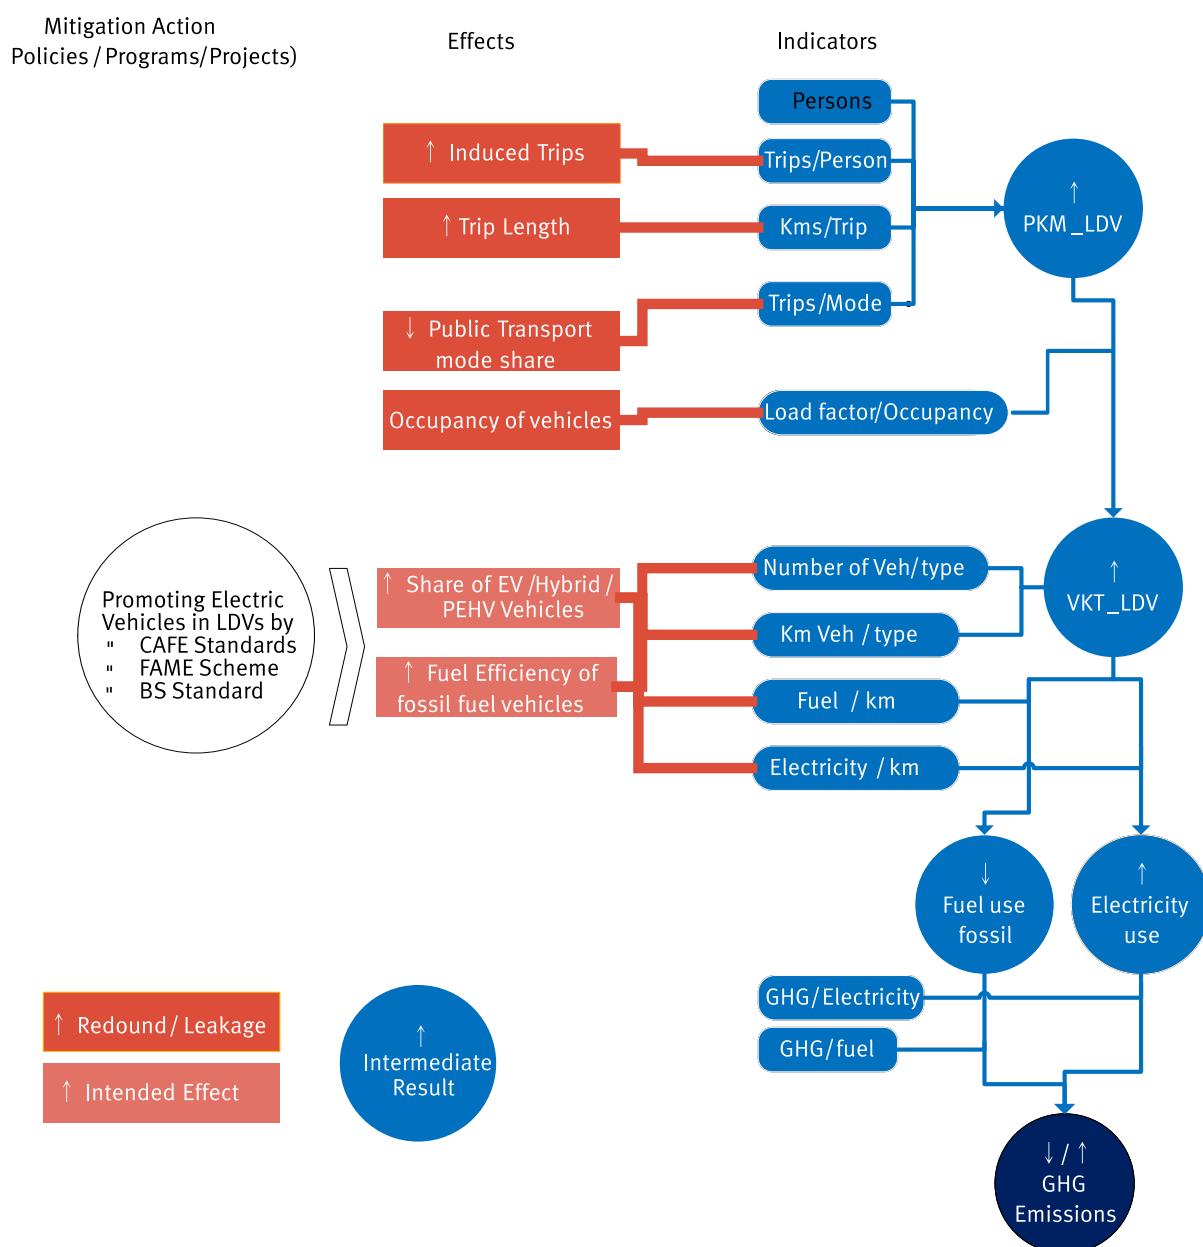 Mitigation Action
Policies / Programs/Projects)
Effects
Indicators
Persons
↑ Induced Trips
Trips/Person
↑ Trip Length
Kms/Trip
↑
PKM_LDV
↓ Public Transport
mode share
Trips/Mode
Occupancy of vehicles
Load factor/Occupancy
Promoting Electric
Vehicles in LDVs by
" CAFE Standards
" FAME Scheme
" BS Standard
↑ Share of EV /Hybrid /
PEHV Vehicles
↑ Fuel Efficiency of
fossil fuel vehicles
Number of Veh/type
Km Veh / type
Fuel / km
Electricity / km
↑
VKT_LDV
↓
Fuel use
fossil
↑
Electricity
use
GHG/Electricity
GHG/fuel
↑ Redound / Leakage
↑ Intended Effect
↑
Intermediate
Result
↓ / ↑
GHG
Emissions